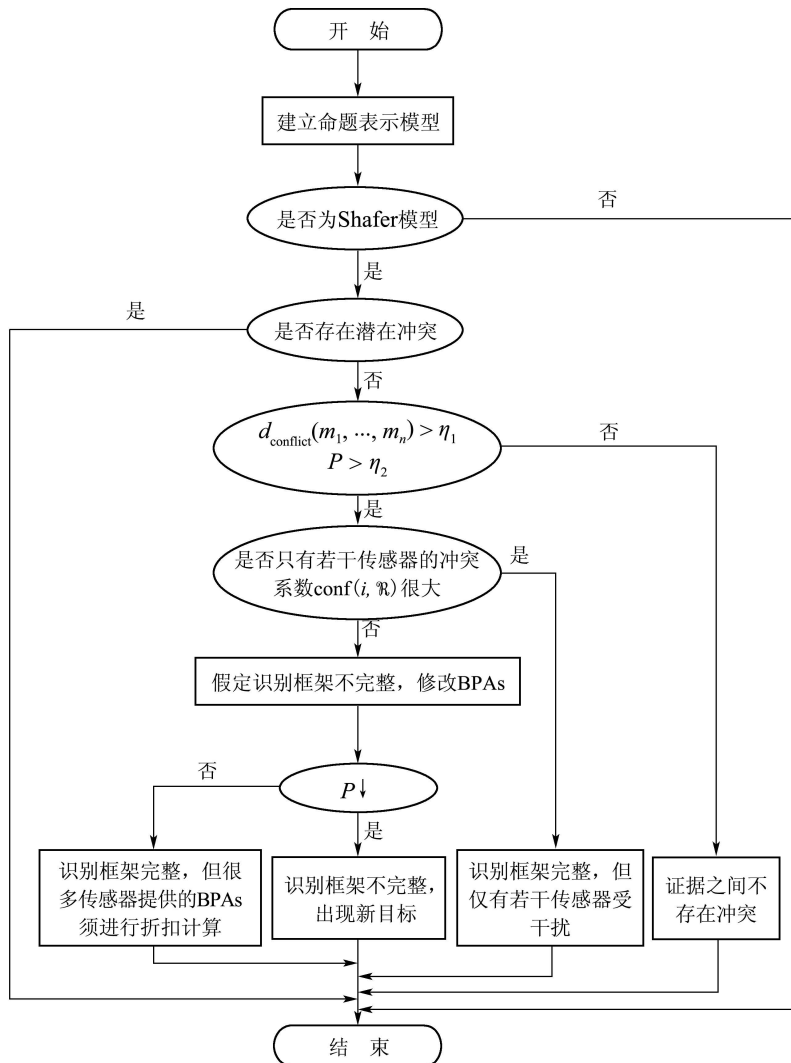 开 始
建立命题表示模型
是否为Shafer模型
否
是
是
是否存在潜在冲突
否
d_conflict(m₁, ..., mₙ) > η₁
P > η₂
否
是
是否只有若干传感器的冲突
系数conf(i, ℜ)很大
是
否
假定识别框架不完整，修改BPAs
否
P↓
是
识别框架完整，但很
多传感器提供的BPAs
须进行折扣计算
识别框架不完整，
出现新目标
识别框架完整，但
仅有若干传感器受
干扰
证据之间不
存在冲突
结 束